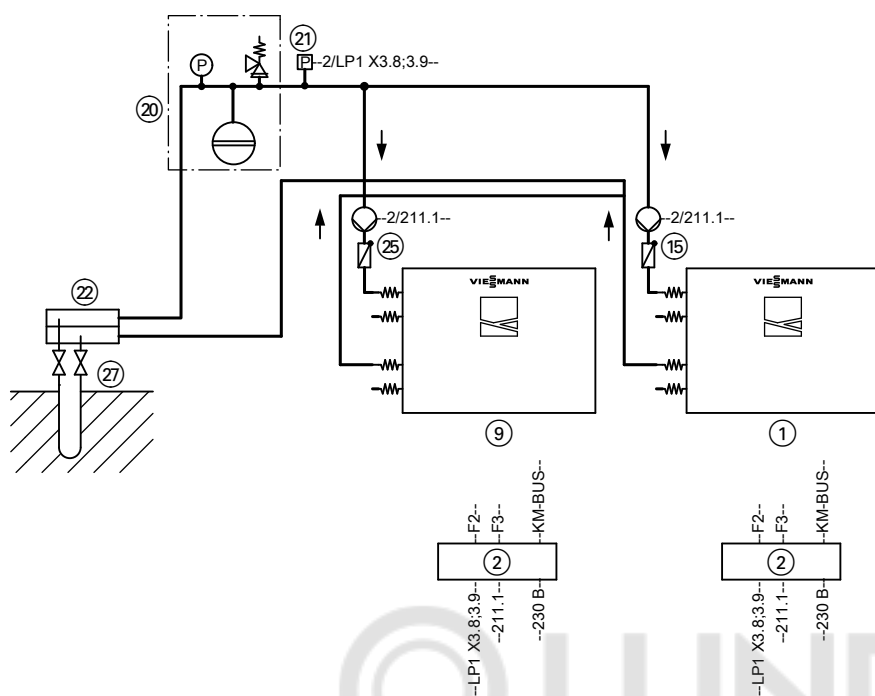 21
P
P
--2/LP1 X3.8;3.9--
20
--2/211.1--
--2/211.1--
25
15
VIESMANN
VIESMANN
22
27
9
1
--F2--
--F3--
--KM-BUS--
--F2--
--F3--
--KM-BUS--
2
2
--LP1 X3.8;3.9--
--211.1--
--230 B--
--LP1 X3.8;3.9--
--211.1--
--230 B--